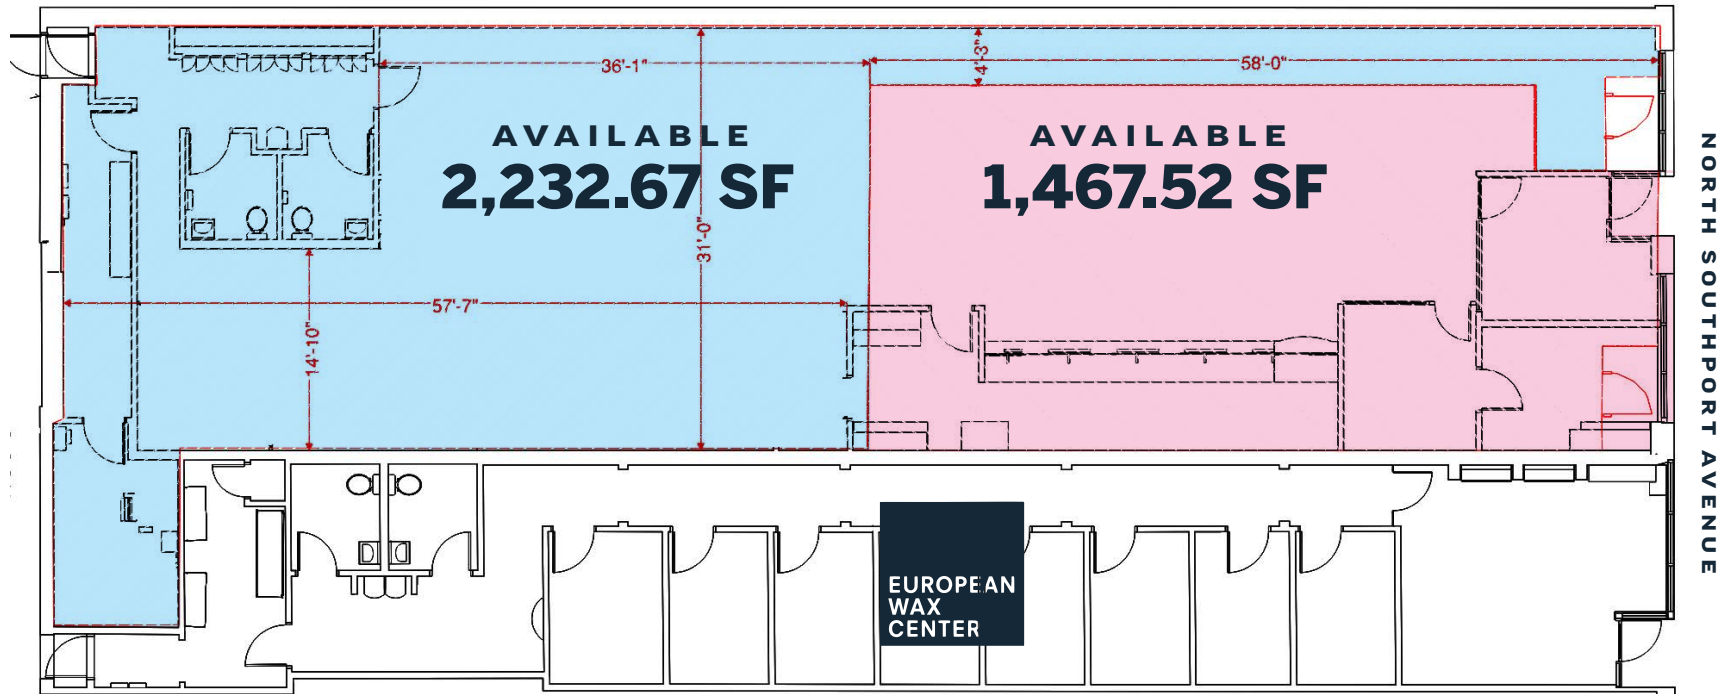 36'-1"
4'-3"
58'-0"
AVAILABLE
2,232.67 SF
AVAILABLE
1,467.52 SF
31'-0"
57'-7"
14'-10"
NORTH SOUTHPORT AVENUE
EUROPEAN
WAX
CENTER